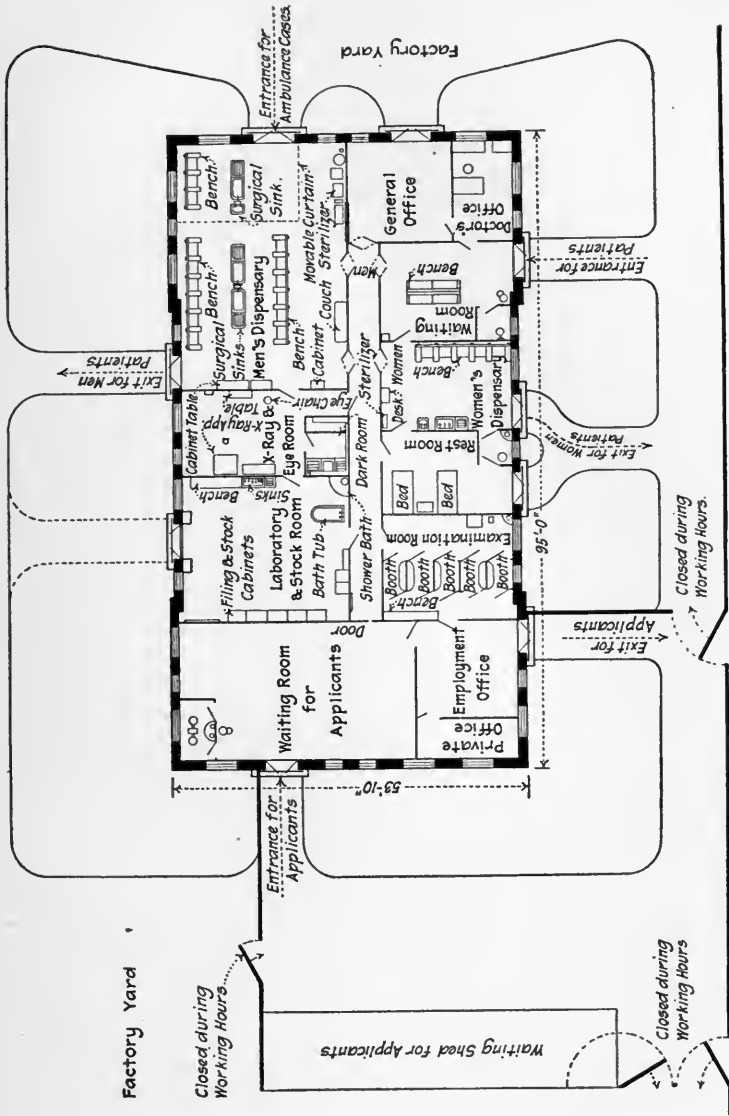 Factory Yard
Entrance for
Ambulance Cases.
Exit for Men
Patients
Bench
Surgical
Sink.
Bench
Surgical
Sinks
Men's Dispensary
Bench
Cabinet
Couch
Sterilizer
Movable Curtain
General
Office
Doctor's
Office
Men
Entrance for
Patients
Waiting
Room
Bench
Women
Desk
Sterilizer
Women's
Dispensary
Bench
Exit for Women
Patients
Cabinet
Table
X-Ray App.
Table
X-Ray &
Eye Room
Eye Chair
Dark Room
Rest Room
Bed
Bed
Bench
Sinks
Filing & Stock
Cabinets
Laboratory
& Stock Room
Bath Tub
Shower Bath
Examination Room
Booth
Booth
Booth
Booth
Booth
Bench
Door
Waiting Room
for
Applicants
Employment
Office
Private
Office
Exit for
Applicants
95'-0"
53'-10"
Entrance for
Applicants
Closed during
Working Hours.
Factory Yard
Closed during
Working Hours
Waiting Shed for Applicants
Closed during
Working Hours